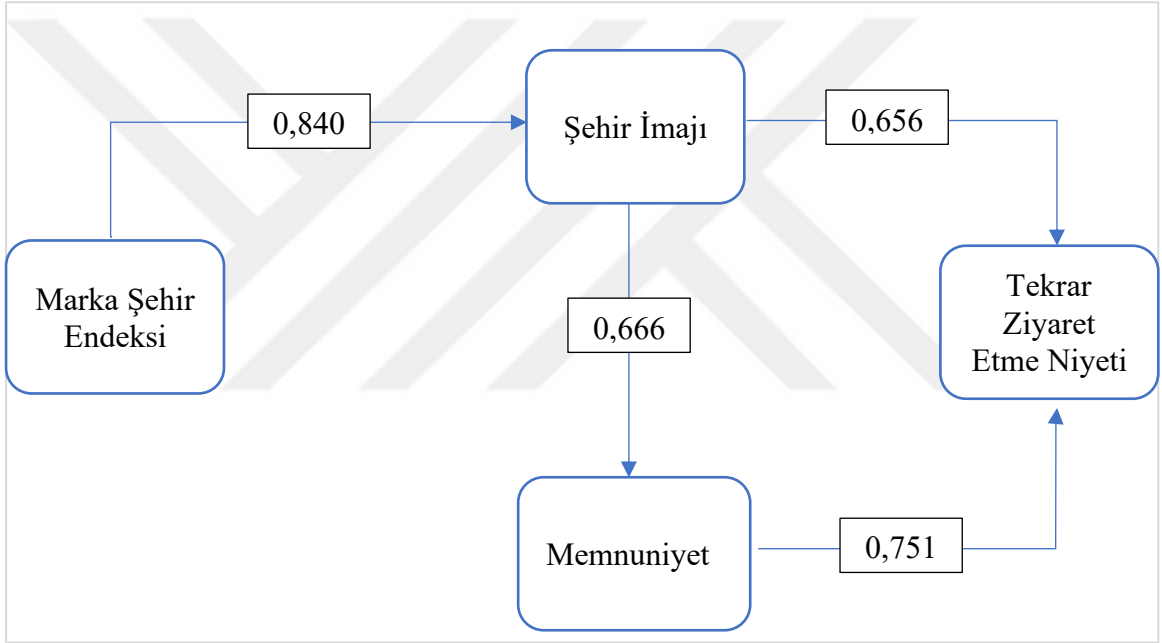 0,840
Şehir İmajı
0,656
Marka Şehir
Endeksi
0,666
Tekrar
Ziyaret
Etme Niyeti
Memnuniyet
0,751